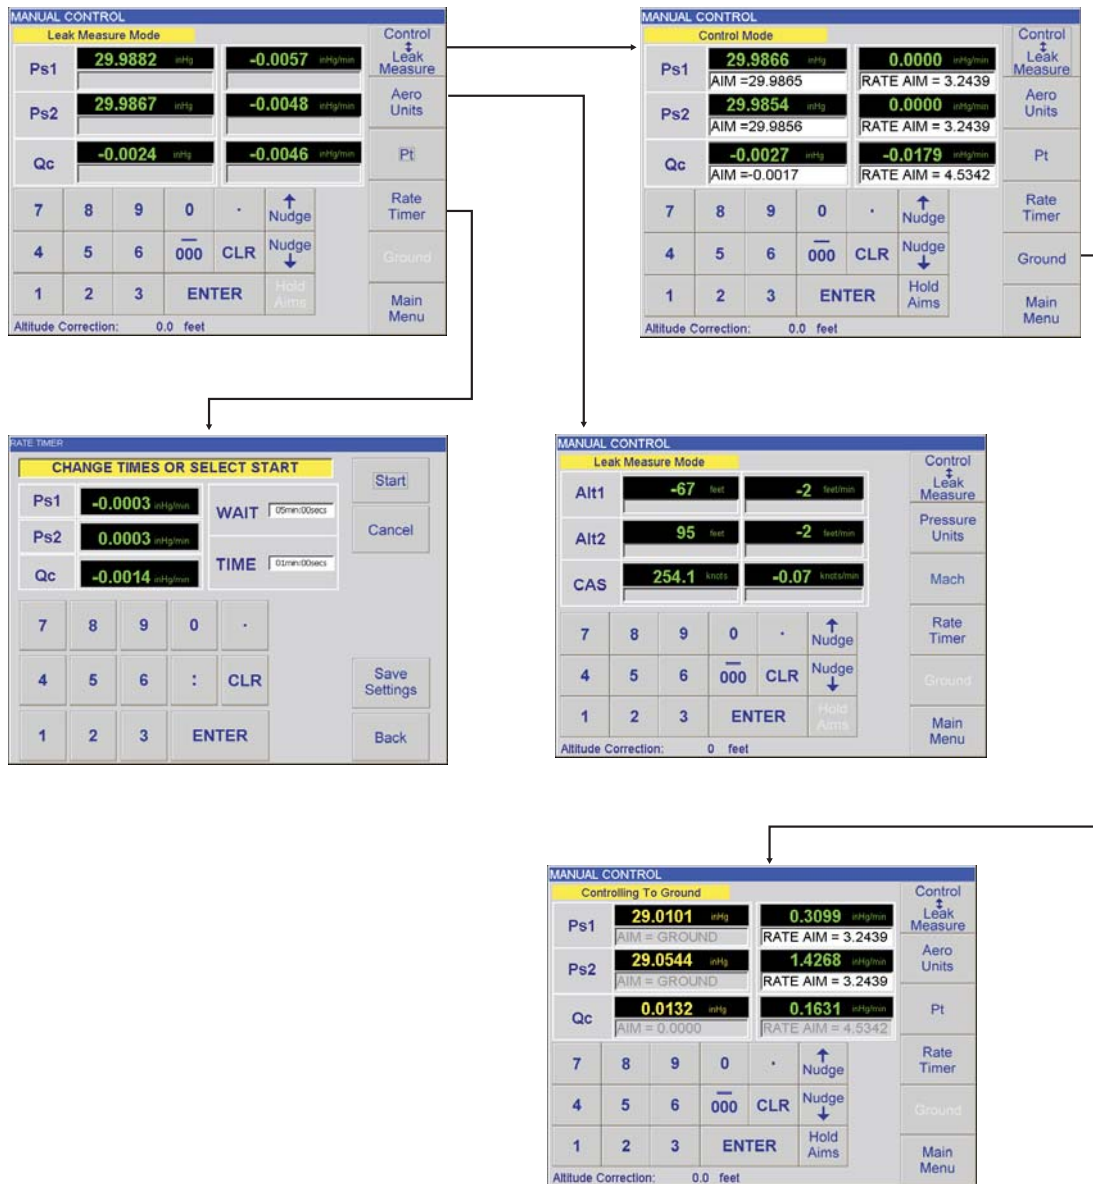 MANUAL CONTROL
Leak Measure Mode
Ps1 29.9882 inHg -0.0057 inHg/min
Ps2 29.9867 inHg -0.0048 inHg/min
Qc -0.0024 inHg -0.0046 inHg/min
7 8 9 0 . ↑ Nudge
4 5 6 000 CLR Nudge ↓
1 2 3 ENTER Hold Aims
Altitude Correction: 0.0 feet
Control
↕
Leak
Measure
Aero
Units
Pt
Rate
Timer
Ground
Main
Menu
MANUAL CONTROL
Control Mode
Ps1 29.9866 inHg 0.0000 inHg/min
AIM =29.9865 RATE AIM = 3.2439
Ps2 29.9854 inHg 0.0000 inHg/min
AIM =29.9856 RATE AIM = 3.2439
Qc -0.0027 inHg -0.0179 inHg/min
AIM =-0.0017 RATE AIM = 4.5342
7 8 9 0 . ↑ Nudge
4 5 6 000 CLR Nudge ↓
1 2 3 ENTER Hold Aims
Altitude Correction: 0.0 feet
Control
↕
Leak
Measure
Aero
Units
Pt
Rate
Timer
Ground
Main
Menu
RATE TIMER
CHANGE TIMES OR SELECT START
Ps1 -0.0003 inHg/min
Ps2 0.0003 inHg/min
Qc -0.0014 inHg/min
WAIT 05min:00secs
TIME 01min:00secs
7 8 9 0 .
4 5 6 : CLR
1 2 3 ENTER
Start
Cancel
Save
Settings
Back
MANUAL CONTROL
Leak Measure Mode
Alt1 -67 feet -2 feet/min
Alt2 95 feet -2 feet/min
CAS 254.1 knots -0.07 knots/min
7 8 9 0 . ↑ Nudge
4 5 6 000 CLR Nudge ↓
1 2 3 ENTER Hold Aims
Altitude Correction: 0 feet
Control
↕
Leak
Measure
Pressure
Units
Mach
Rate
Timer
Ground
Main
Menu
MANUAL CONTROL
Controlling To Ground
Ps1 29.0101 inHg 0.3099 inHg/min
AIM = GROUND RATE AIM = 3.2439
Ps2 29.0544 inHg 1.4268 inHg/min
AIM = GROUND RATE AIM = 3.2439
Qc 0.0132 inHg 0.1631 inHg/min
AIM = 0.0000 RATE AIM = 4.5342
7 8 9 0 . ↑ Nudge
4 5 6 000 CLR Nudge ↓
1 2 3 ENTER Hold Aims
Altitude Correction: 0.0 feet
Control
↕
Leak
Measure
Aero
Units
Pt
Rate
Timer
Ground
Main
Menu